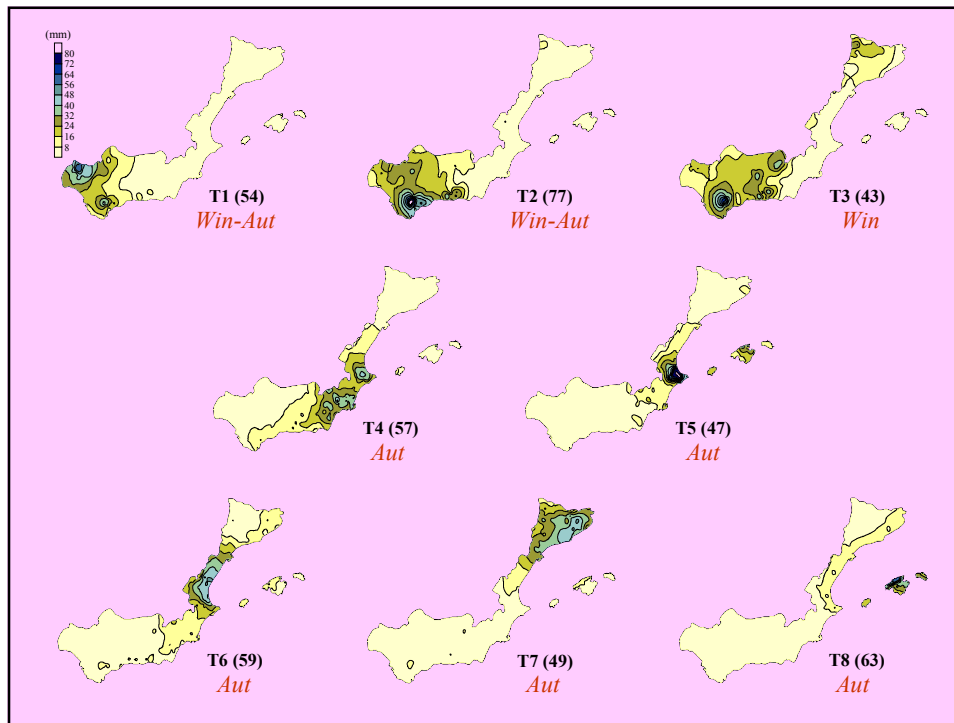 (mm)
80
72
64
56
48
40
32
24
16
8
T1 (54)
Win-Aut
T2 (77)
Win-Aut
T3 (43)
Win
T4 (57)
Aut
T5 (47)
Aut
T6 (59)
Aut
T7 (49)
Aut
T8 (63)
Aut